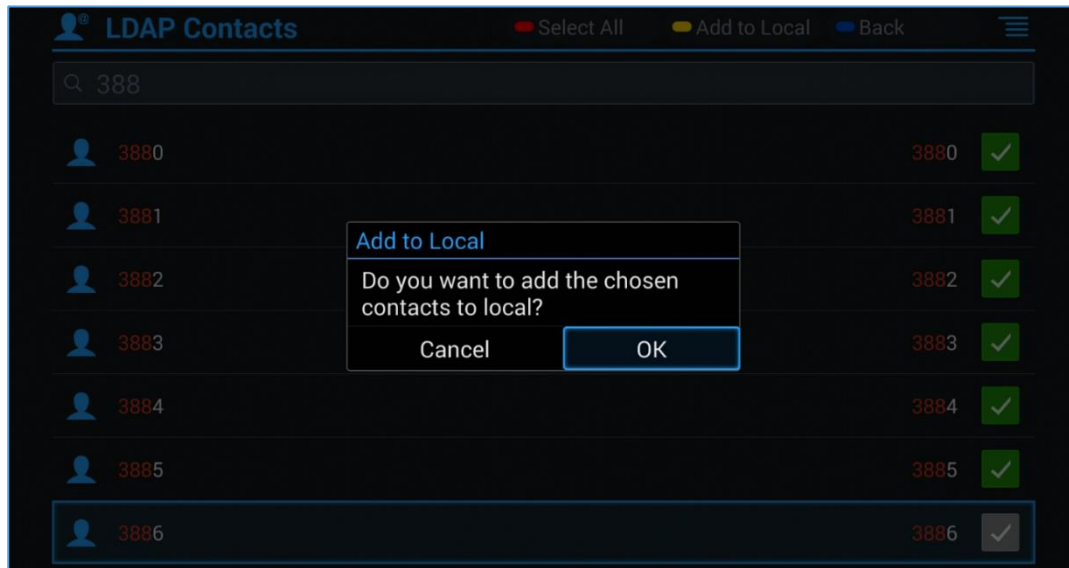 LDAP Contacts Select All Add to Local Back
388
3880 3880
3881 3881
Add to Local
3882 3882
Do you want to add the chosen
contacts to local?
3883 3883
Cancel OK
3884 3884
3885 3885
3886 3886